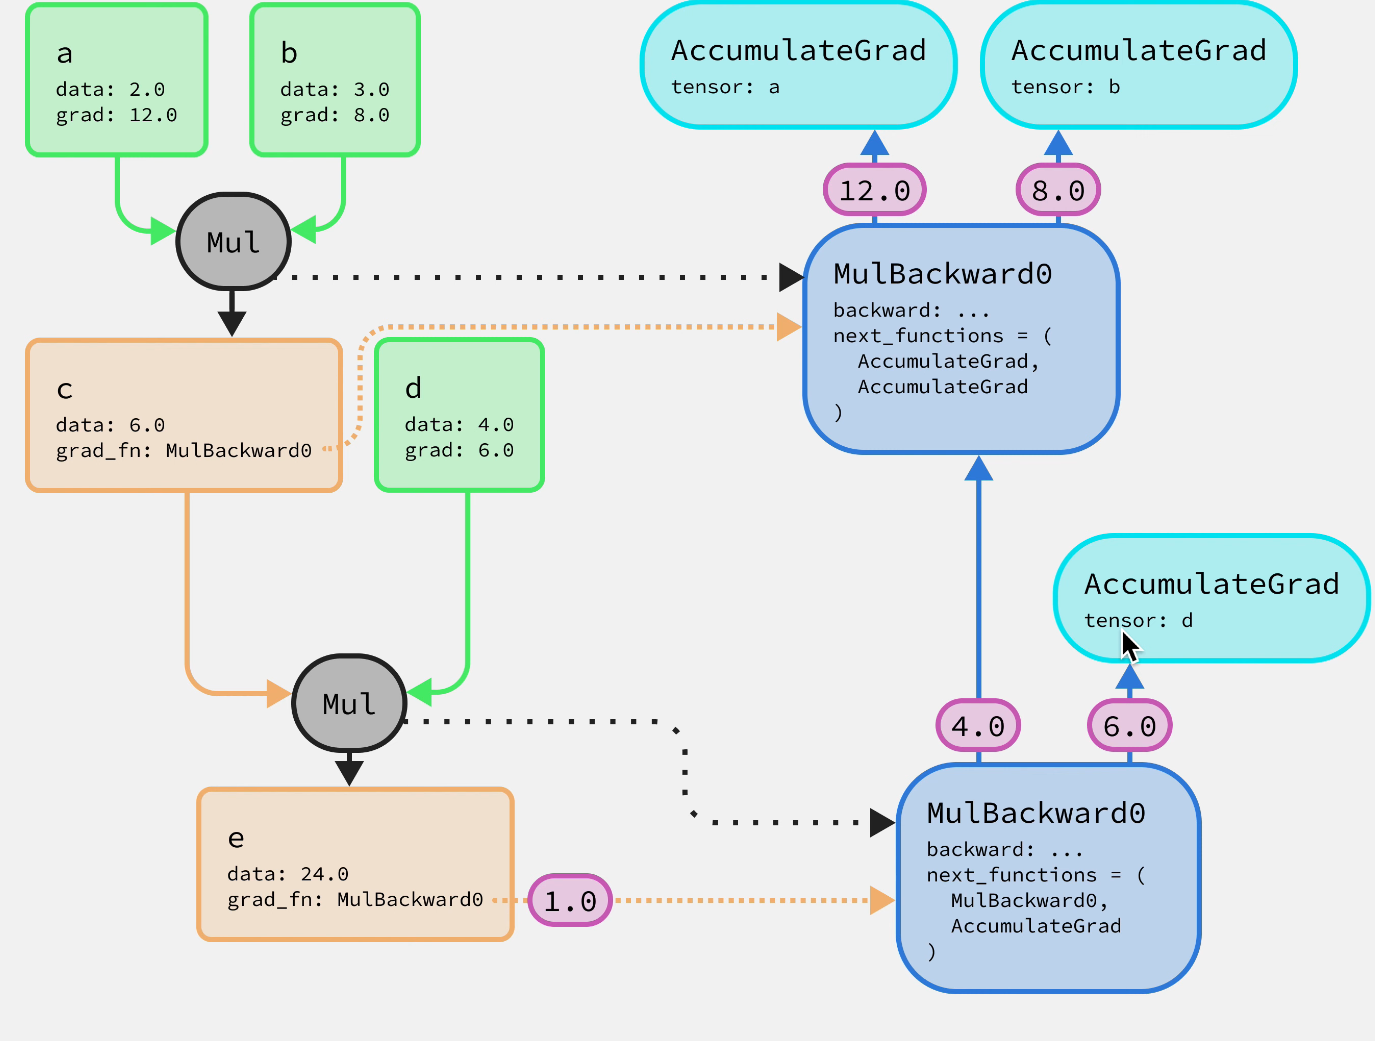 a
data: 2.0
grad: 12.0
b
data: 3.0
grad: 8.0
AccumulateGrad
tensor: a
AccumulateGrad
tensor: b
12.0
8.0
Mul
MulBackward0
backward: ...
next_functions = (
AccumulateGrad,
AccumulateGrad
)
c
data: 6.0
grad_fn: MulBackward0
d
data: 4.0
grad: 6.0
AccumulateGrad
tensor: d
Mul
4.0
6.0
e
data: 24.0
grad_fn: MulBackward0
1.0
MulBackward0
backward: ...
next_functions = (
MulBackward0,
AccumulateGrad
)